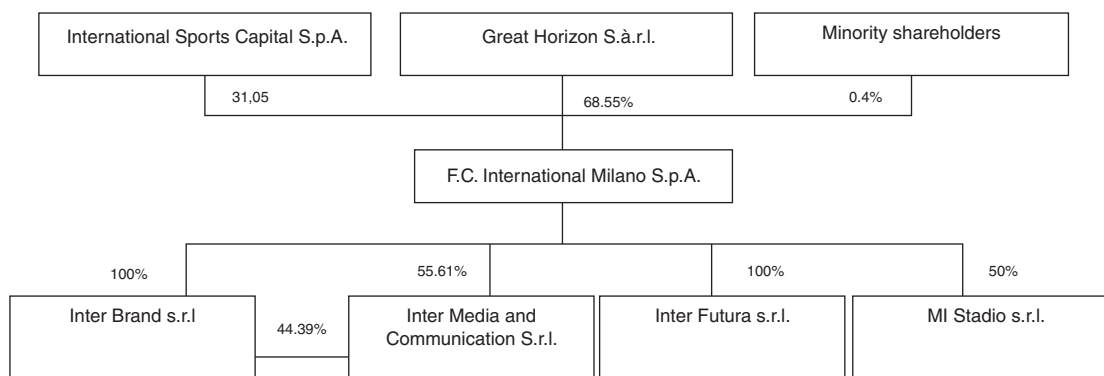 International Sports Capital S.p.A.
Great Horizon S.à.r.l.
Minority shareholders
31,05
68.55%
0.4%
F.C. International Milano S.p.A.
100%
55.61%
100%
50%
Inter Brand s.r.l
44.39%
Inter Media and
Communication S.r.l.
Inter Futura s.r.l.
MI Stadio s.r.l.